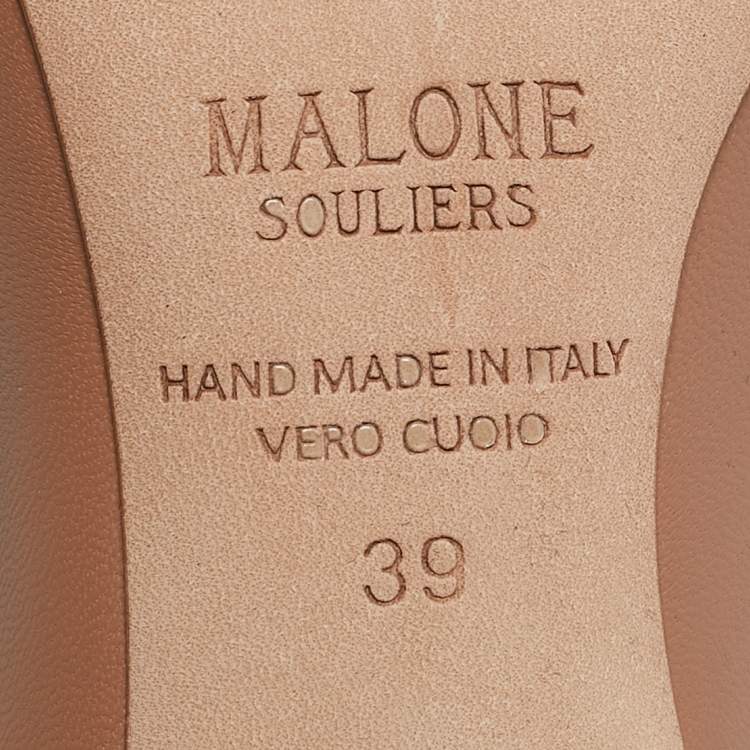 MALONE
SOULIERS
HAND MADE IN ITALY
VERO CUOIO
39